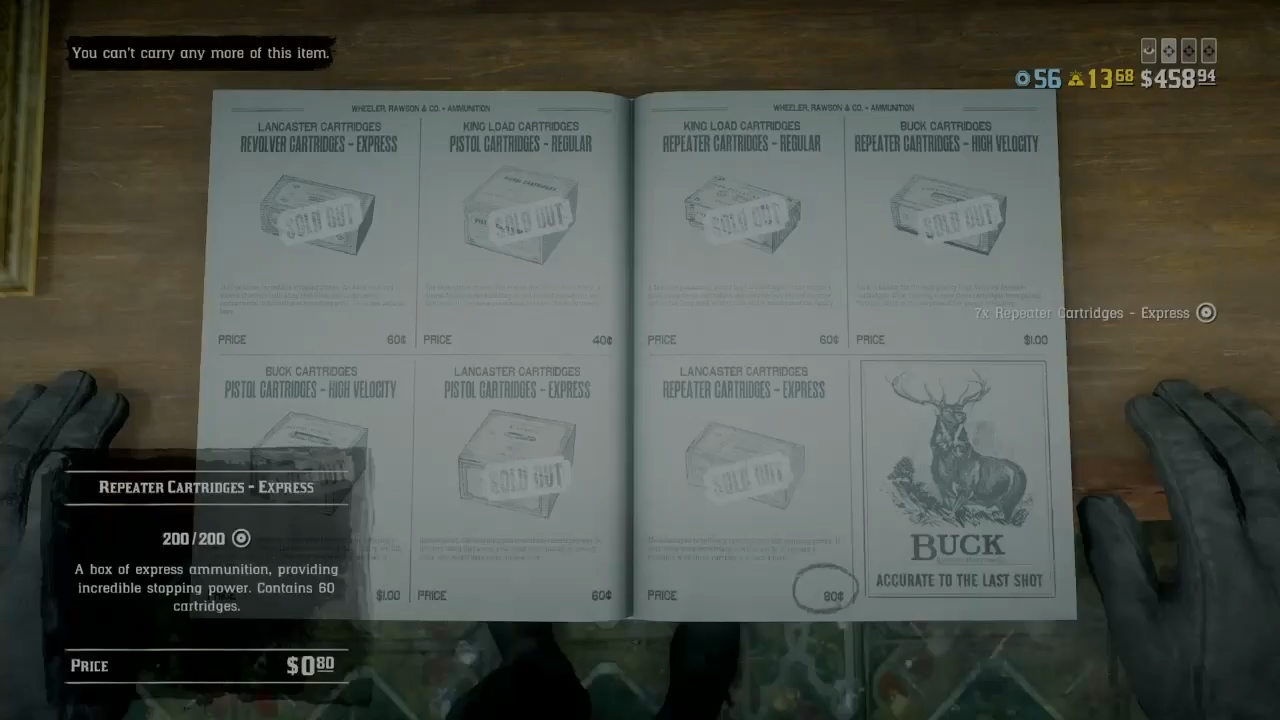 You can't carry any more of this item.
56 13 68 $458 94
WHEELER, RAWSON & CO. - AMMUNITION
LANCASTER CARTRIDGES
REVOLVER CARTRIDGES - EXPRESS
SOLD OUT
PRICE 60¢
KING LOAD CARTRIDGES
PISTOL CARTRIDGES - REGULAR
SOLD OUT
PRICE 40¢
BUCK CARTRIDGES
PISTOL CARTRIDGES - HIGH VELOCITY
$1.00
LANCASTER CARTRIDGES
PISTOL CARTRIDGES - EXPRESS
SOLD OUT
PRICE 60¢
WHEELER, RAWSON & CO. - AMMUNITION
KING LOAD CARTRIDGES
REPEATER CARTRIDGES - REGULAR
SOLD OUT
PRICE 60¢
BUCK CARTRIDGES
REPEATER CARTRIDGES - HIGH VELOCITY
SOLD OUT
PRICE $1.00
7x Repeater Cartridges - Express
LANCASTER CARTRIDGES
REPEATER CARTRIDGES - EXPRESS
SOLD OUT
PRICE 80¢
BUCK
ACCURATE TO THE LAST SHOT
REPEATER CARTRIDGES - EXPRESS
200/200
A box of express ammunition, providing
incredible stopping power. Contains 60
cartridges.
PRICE $0 80